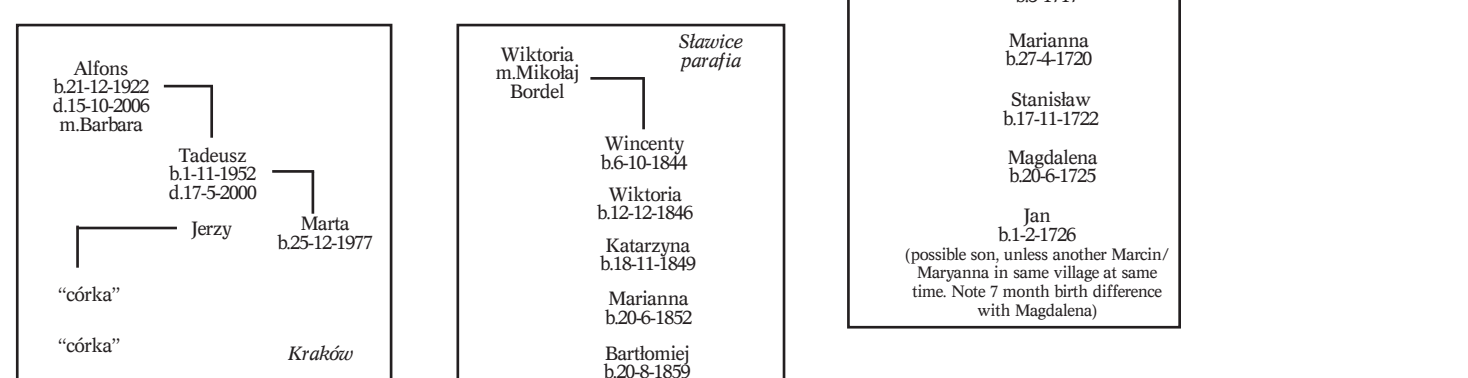 Alfons
b.21-12-1922
d.15-10-2006
m.Barbara
Tadeusz
b.1-11-1952
d.17-5-2000
Jerzy
Marta
b.25-12-1977
“córka”
“córka”
Kraków
Wiktoria
m.Mikołaj
Bordel
Sławice
parafia
Wincenty
b.6-10-1844
Wiktoria
b.12-12-1846
Katarzyna
b.18-11-1849
Marianna
b.20-6-1852
Bartłomiej
b.20-8-1859
Marianna
b.27-4-1720
Stanisław
b.17-11-1722
Magdalena
b.20-6-1725
Jan
b.1-2-1726
(possible son, unless another Marcin/
Maryanna in same village at same
time. Note 7 month birth difference
with Magdalena)